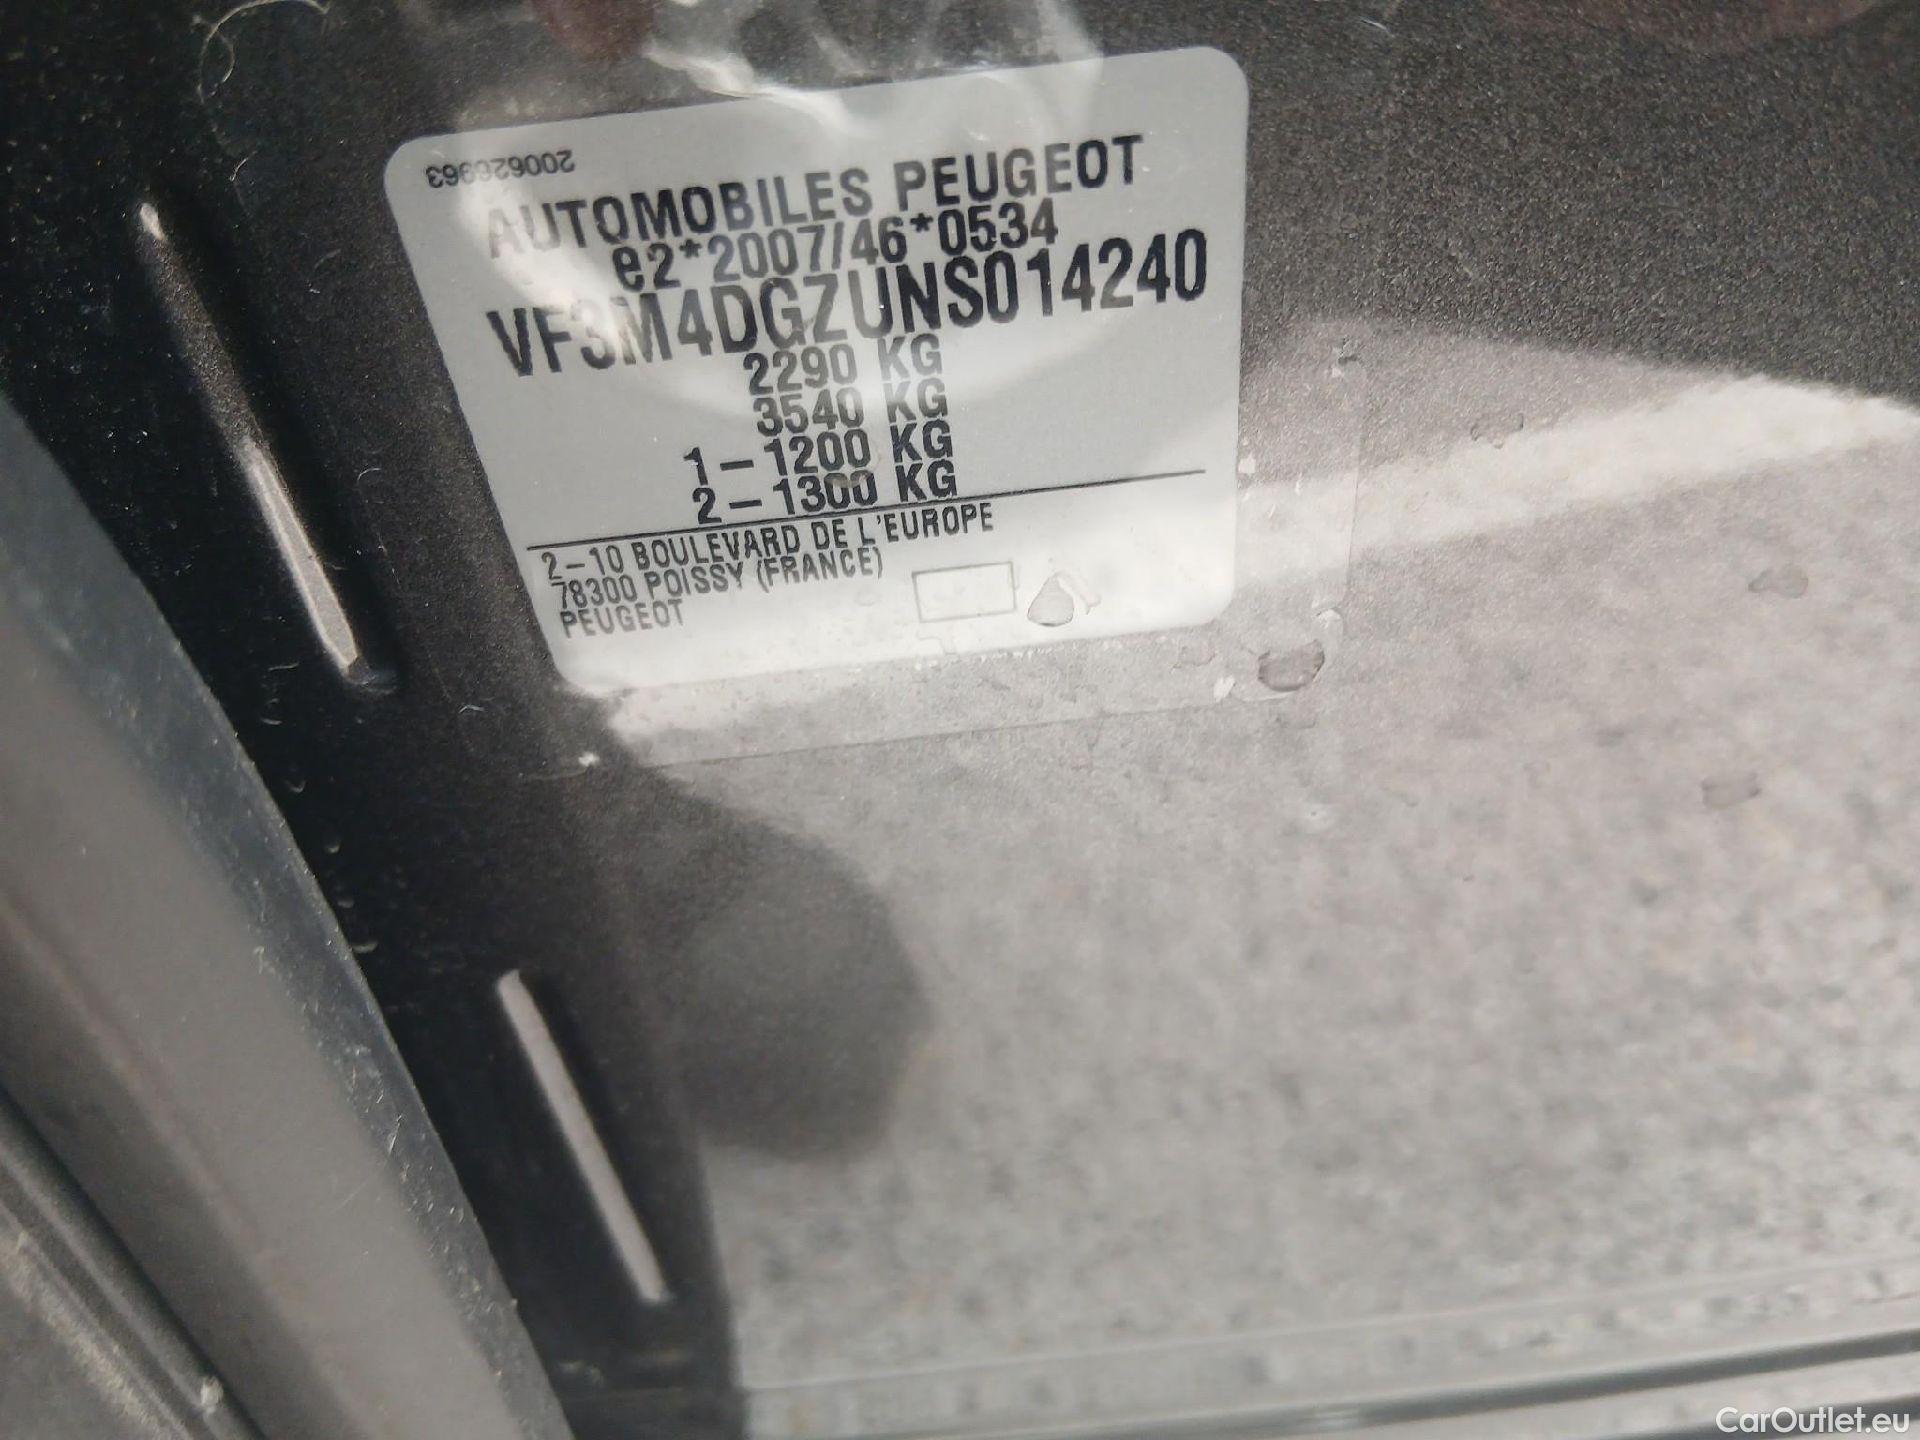 200626963
AUTOMOBILES PEUGEOT
e2*2007/46*0534
VF3M4DGZUNS014240
2290 KG
3540 KG
1-1200 KG
2-1300 KG
2-10 BOULEVARD DE L'EUROPE
78300 POISSY (FRANCE)
PEUGEOT
CarOutlet.eu